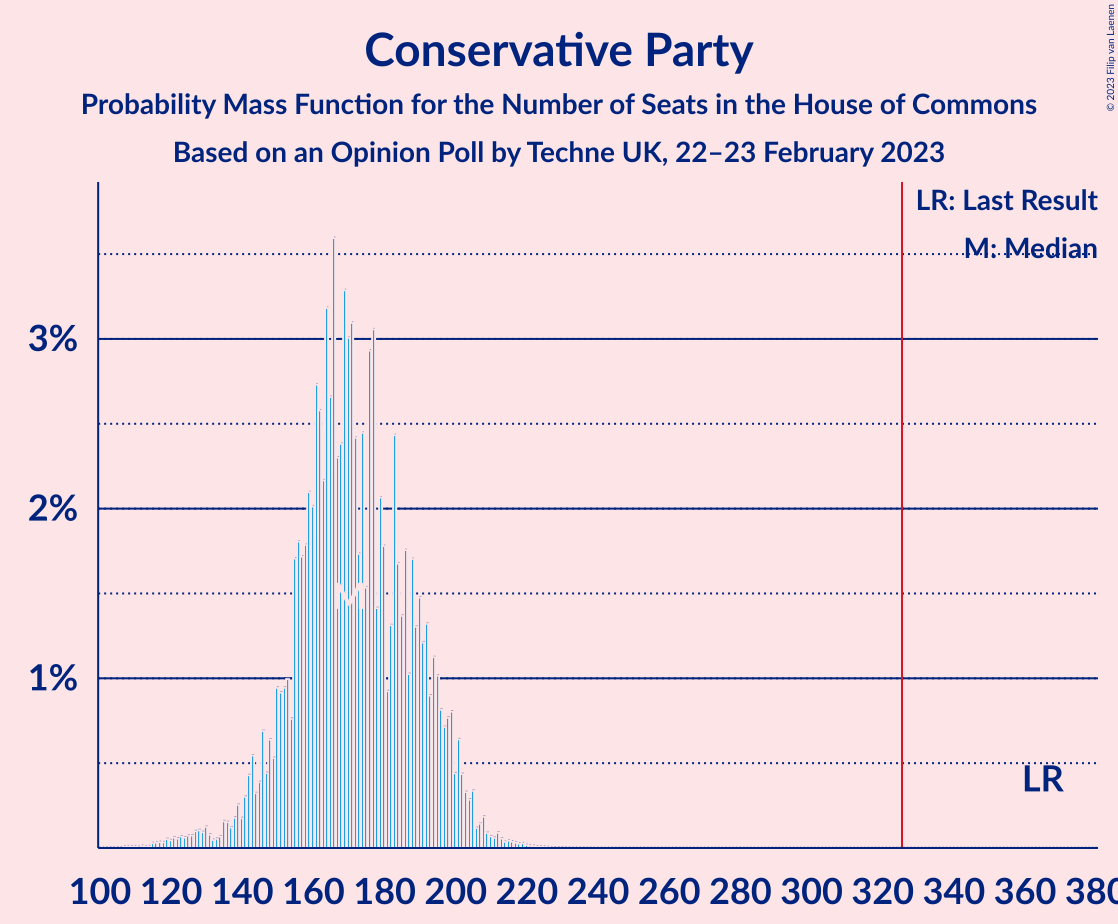 Conservative Party
Probability Mass Function for the Number of Seats in the House of Commons
Based on an Opinion Poll by Techne UK, 22–23 February 2023
© 2023 Filip van Laenen
LR: Last Result
M: Median
3%
2%
1%
M
LR
100 120 140 160 180 200 220 240 260 280 300 320 340 360 380